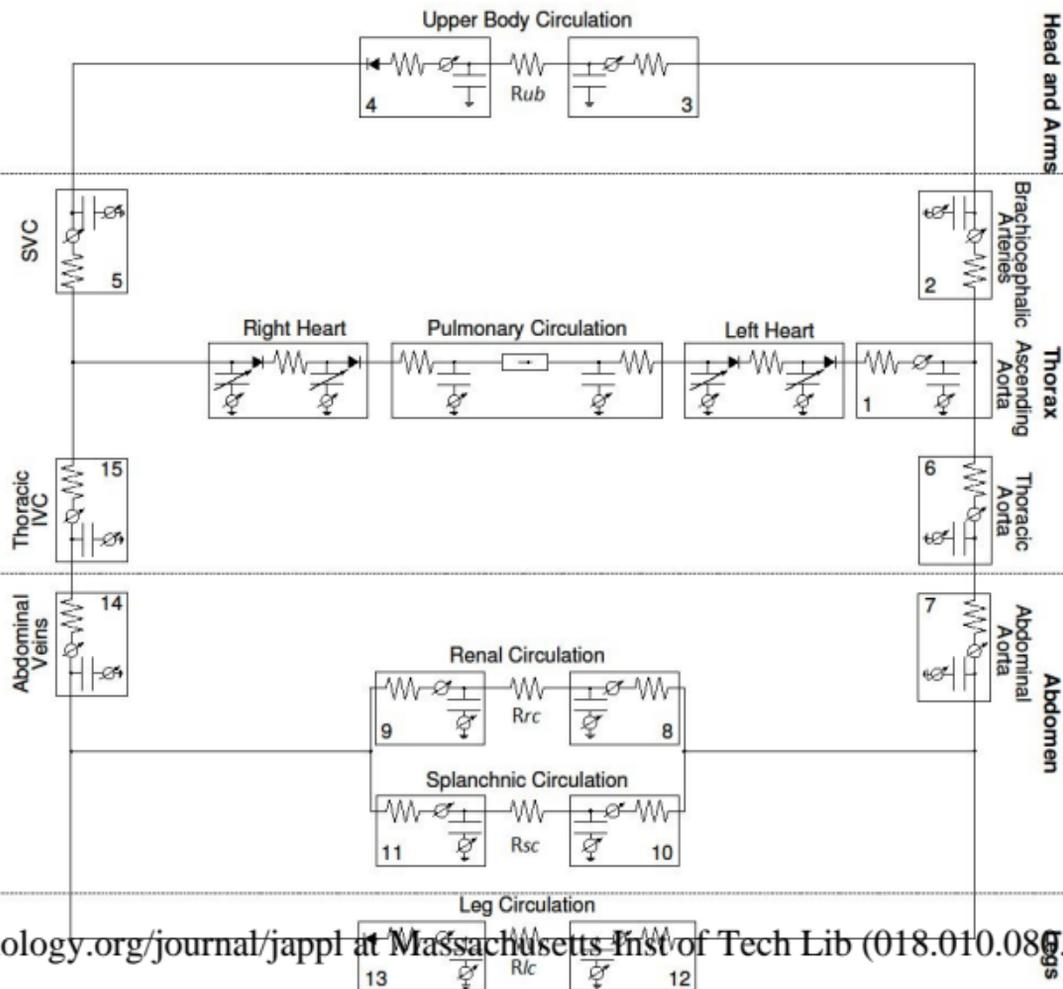 Upper Body Circulation
Head and Arms
4
Rub
3
SVC
5
Brachiocephalic
Arteries
2
Right Heart
Pulmonary Circulation
Left Heart
Ascending
Aorta
1
Thorax
Thoracic
IVC
15
6
Thoracic
Aorta
Abdominal
Veins
14
7
Abdominal
Aorta
Renal Circulation
9
Rrc
8
Abdomen
Splanchnic Circulation
11
Rsc
10
Leg Circulation
ology.org/journal/jappl at Massachusetts Inst of Tech Lib (018.010.086.
Legs
13
Rlc
12